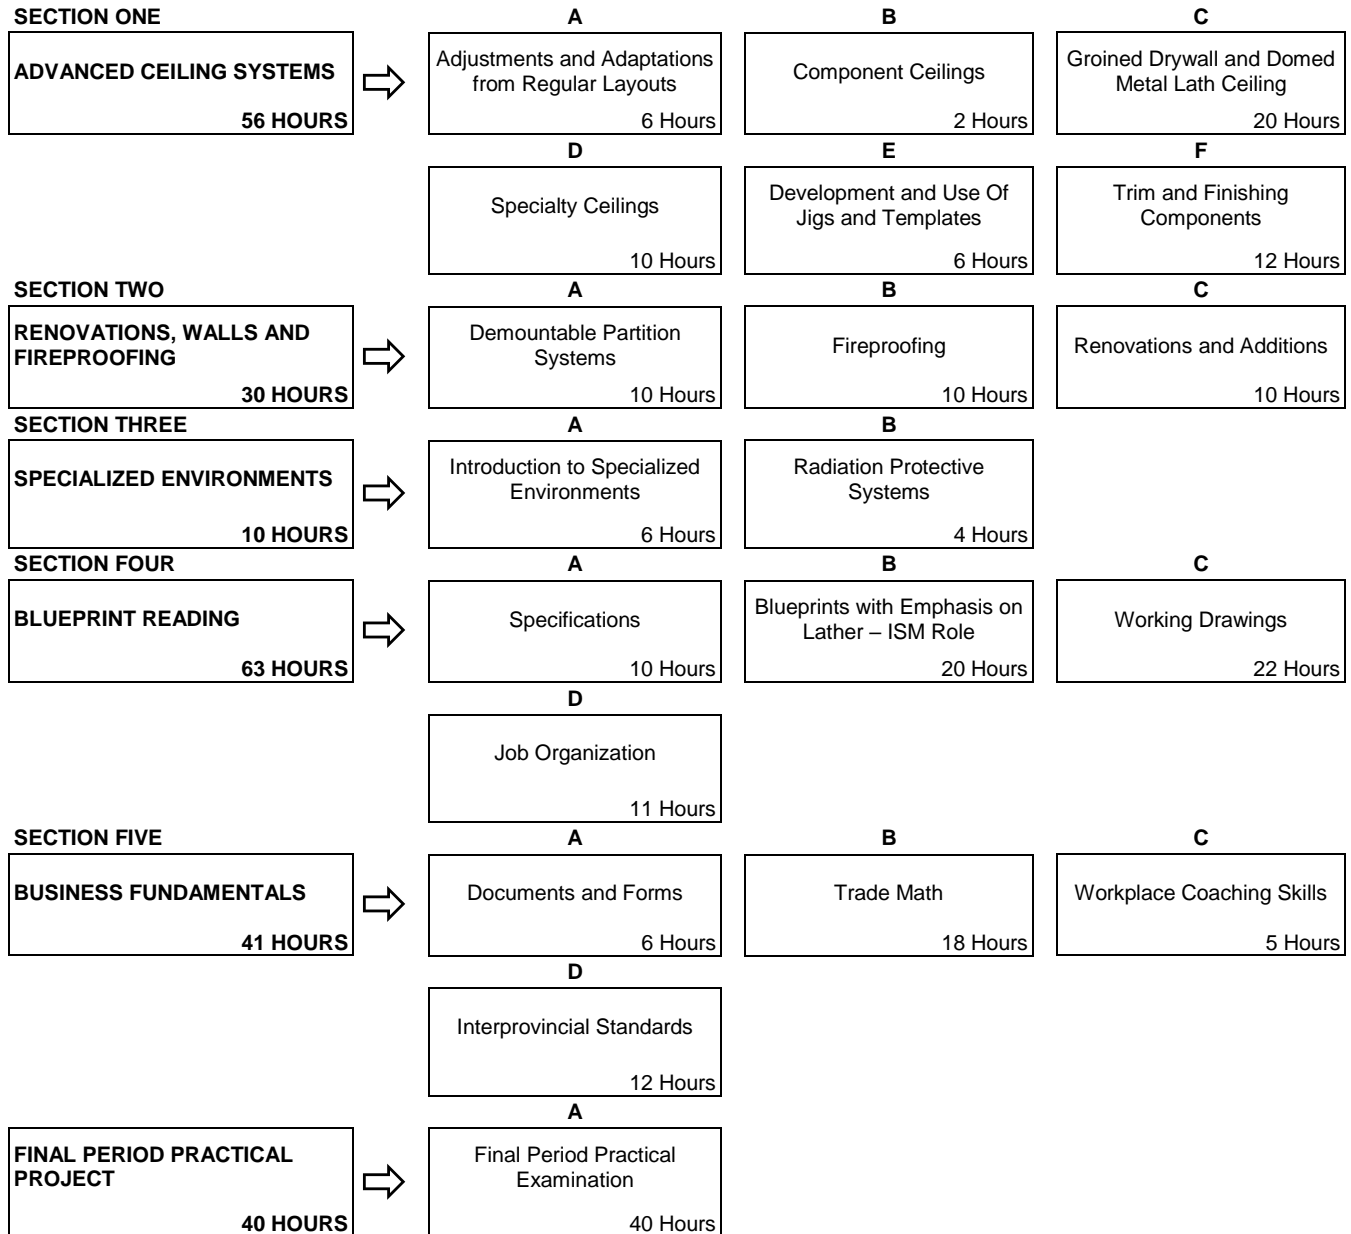 SECTION ONE
A
B
C
ADVANCED CEILING SYSTEMS
56 HOURS
Adjustments and Adaptations
from Regular Layouts
6 Hours
Component Ceilings
2 Hours
Groined Drywall and Domed
Metal Lath Ceiling
20 Hours
D
E
F
Specialty Ceilings
10 Hours
Development and Use Of
Jigs and Templates
6 Hours
Trim and Finishing
Components
12 Hours
SECTION TWO
A
B
C
RENOVATIONS, WALLS AND
FIREPROOFING
30 HOURS
Demountable Partition
Systems
10 Hours
Fireproofing
10 Hours
Renovations and Additions
10 Hours
SECTION THREE
A
B
SPECIALIZED ENVIRONMENTS
10 HOURS
Introduction to Specialized
Environments
6 Hours
Radiation Protective
Systems
4 Hours
SECTION FOUR
A
B
C
BLUEPRINT READING
63 HOURS
Specifications
10 Hours
Blueprints with Emphasis on
Lather – ISM Role
20 Hours
Working Drawings
22 Hours
D
Job Organization
11 Hours
SECTION FIVE
A
B
C
BUSINESS FUNDAMENTALS
41 HOURS
Documents and Forms
6 Hours
Trade Math
18 Hours
Workplace Coaching Skills
5 Hours
D
Interprovincial Standards
12 Hours
A
FINAL PERIOD PRACTICAL
PROJECT
40 HOURS
Final Period Practical
Examination
40 Hours